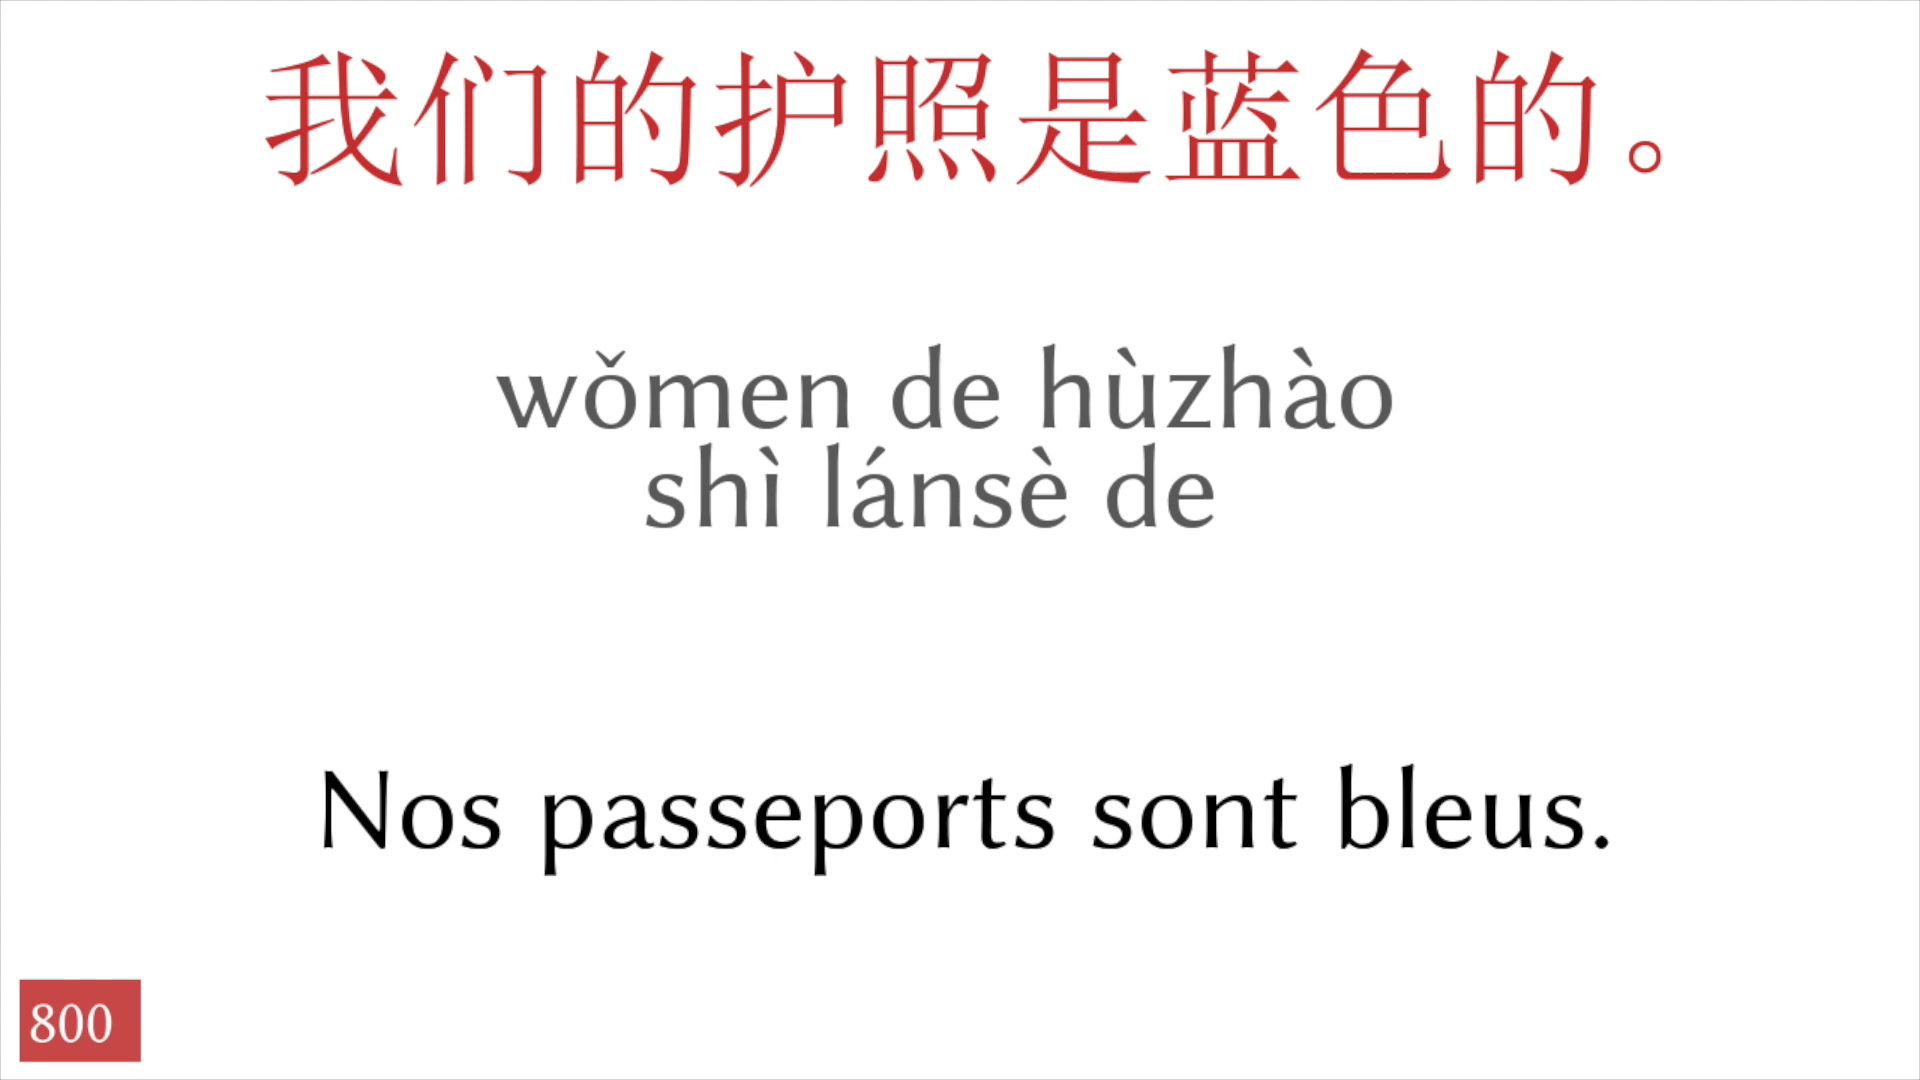 我们的护照是蓝色的。
wǒmen de hùzhào
shì lánsè de
Nos passeports sont bleus.
800